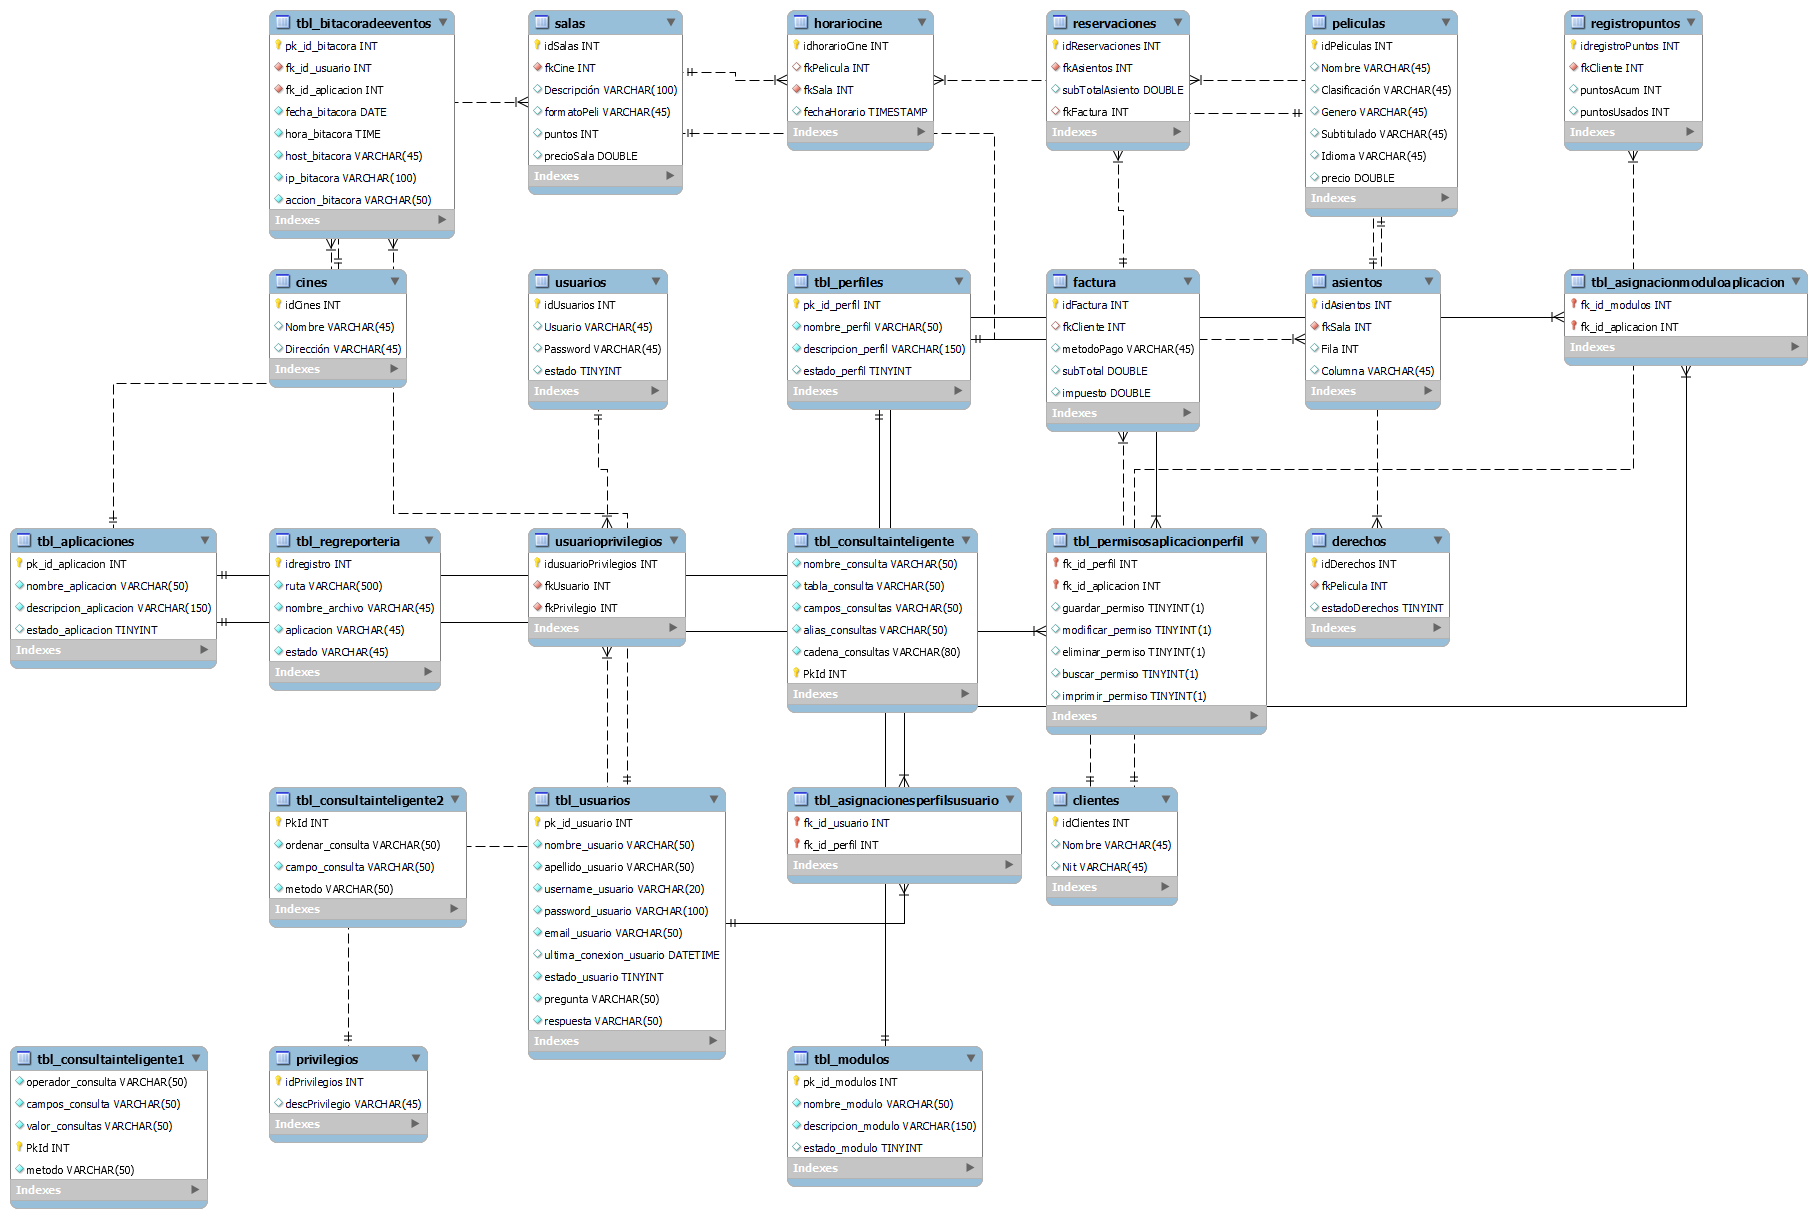 tbl_bitacoradeeventos
pk_id_bitacora INT
fk_id_usuario INT
fk_id_aplicacion INT
fecha_bitacora DATE
hora_bitacora TIME
host_bitacora VARCHAR(45)
ip_bitacora VARCHAR(100)
accion_bitacora VARCHAR(50)
Indexes
salas
idSalas INT
fkCine INT
Descripción VARCHAR(100)
formatoPeli VARCHAR(45)
puntos INT
precioSala DOUBLE
Indexes
horariocine
idhorarioCine INT
fkPelicula INT
fkSala INT
fechaHorario TIMESTAMP
Indexes
reservaciones
idReservaciones INT
fkAsientos INT
subTotalAsiento DOUBLE
fkFactura INT
Indexes
peliculas
idPeliculas INT
Nombre VARCHAR(45)
Clasificación VARCHAR(45)
Genero VARCHAR(45)
Subtitulado VARCHAR(45)
Idioma VARCHAR(45)
precio DOUBLE
Indexes
registropuntos
idregistroPuntos INT
fkCliente INT
puntosAcum INT
puntosUsados INT
Indexes
cines
idCines INT
Nombre VARCHAR(45)
Dirección VARCHAR(45)
Indexes
usuarios
idUsuarios INT
Usuario VARCHAR(45)
Password VARCHAR(45)
estado TINYINT
Indexes
tbl_perfiles
pk_id_perfil INT
nombre_perfil VARCHAR(50)
descripcion_perfil VARCHAR(150)
estado_perfil TINYINT
Indexes
factura
idFactura INT
fkCliente INT
metodoPago VARCHAR(45)
subTotal DOUBLE
impuesto DOUBLE
Indexes
asientos
idAsientos INT
fkSala INT
Fila INT
Columna VARCHAR(45)
Indexes
tbl_asignacionmoduloaplicacion
fk_id_modulos INT
fk_id_aplicacion INT
Indexes
tbl_aplicaciones
pk_id_aplicacion INT
nombre_aplicacion VARCHAR(50)
descripcion_aplicacion VARCHAR(150)
estado_aplicacion TINYINT
Indexes
tbl_regreporteria
idregistro INT
ruta VARCHAR(500)
nombre_archivo VARCHAR(45)
aplicacion VARCHAR(45)
estado VARCHAR(45)
Indexes
usuarioprivilegios
idusuarioPrivilegios INT
fkUsuario INT
fkPrivilegio INT
Indexes
tbl_consultainteligente
nombre_consulta VARCHAR(50)
tabla_consulta VARCHAR(50)
campos_consultas VARCHAR(50)
alias_consultas VARCHAR(50)
cadena_consultas VARCHAR(80)
PkId INT
Indexes
tbl_permisosaplicacionperfil
fk_id_perfil INT
fk_id_aplicacion INT
guardar_permiso TINYINT(1)
modificar_permiso TINYINT(1)
eliminar_permiso TINYINT(1)
buscar_permiso TINYINT(1)
imprimir_permiso TINYINT(1)
Indexes
derechos
idDerechos INT
fkPelicula INT
estadoDerechos TINYINT
Indexes
tbl_consultainteligente2
PkId INT
ordenar_consulta VARCHAR(50)
campo_consulta VARCHAR(50)
metodo VARCHAR(50)
Indexes
tbl_usuarios
pk_id_usuario INT
nombre_usuario VARCHAR(50)
apellido_usuario VARCHAR(50)
username_usuario VARCHAR(20)
password_usuario VARCHAR(100)
email_usuario VARCHAR(50)
ultima_conexion_usuario DATETIME
estado_usuario TINYINT
pregunta VARCHAR(50)
respuesta VARCHAR(50)
Indexes
tbl_asignacionesperfilsusuario
fk_id_usuario INT
fk_id_perfil INT
Indexes
clientes
idClientes INT
Nombre VARCHAR(45)
Nit VARCHAR(45)
Indexes
tbl_consultainteligente1
operador_consulta VARCHAR(50)
campos_consulta VARCHAR(50)
valor_consultas VARCHAR(50)
PkId INT
metodo VARCHAR(50)
Indexes
privilegios
idPrivilegios INT
descPrivilegio VARCHAR(45)
Indexes
tbl_modulos
pk_id_modulos INT
nombre_modulo VARCHAR(50)
descripcion_modulo VARCHAR(150)
estado_modulo TINYINT
Indexes